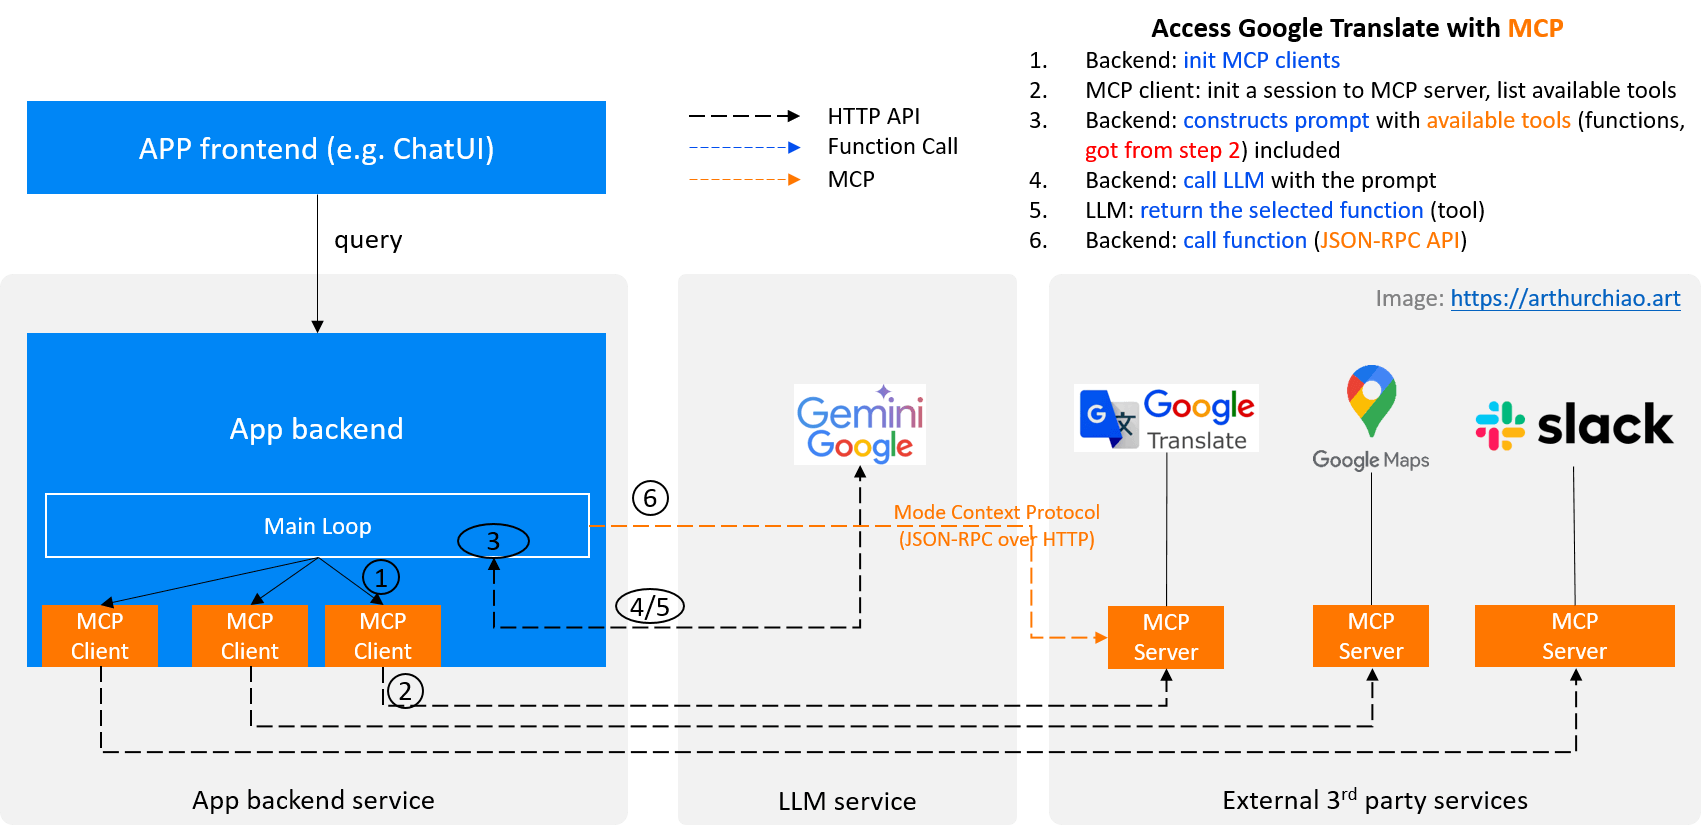 Access Google Translate with MCP
1. Backend: init MCP clients
2. MCP client: init a session to MCP server, list available tools
3. Backend: constructs prompt with available tools (functions,
got from step 2) included
4. Backend: call LLM with the prompt
5. LLM: return the selected function (tool)
6. Backend: call function (JSON-RPC API)
HTTP API
Function Call
MCP
APP frontend (e.g. ChatUI)
query
Image: https://arthurchiao.art
App backend
Main Loop
1
2
3
4/5
6
MCP
Client
MCP
Client
MCP
Client
Gemini
Google
Mode Context Protocol
(JSON-RPC over HTTP)
G 文
Google
Translate
Google Maps
slack
MCP
Server
MCP
Server
MCP
Server
App backend service
LLM service
External 3rd party services